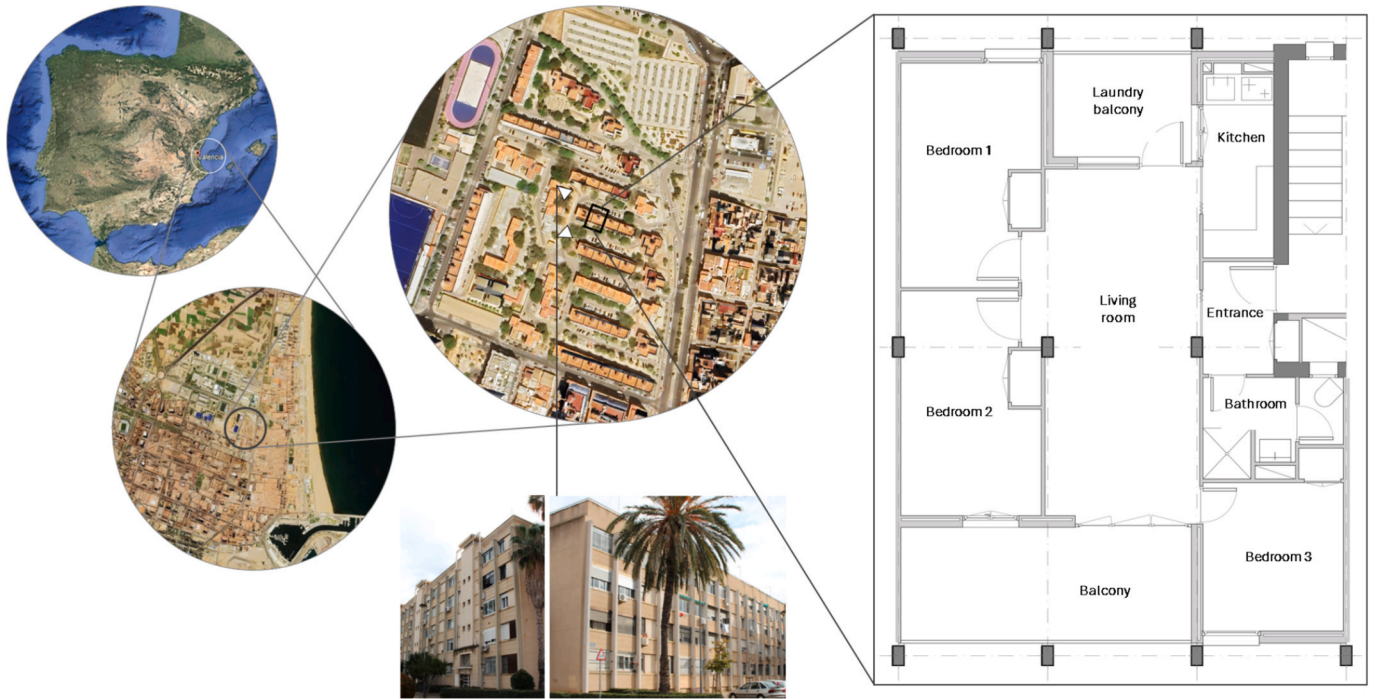 Valencia
Laundry
balcony
Kitchen
Bedroom 1
Living
room
Entrance
Bedroom 2
Bathroom
Bedroom 3
Balcony